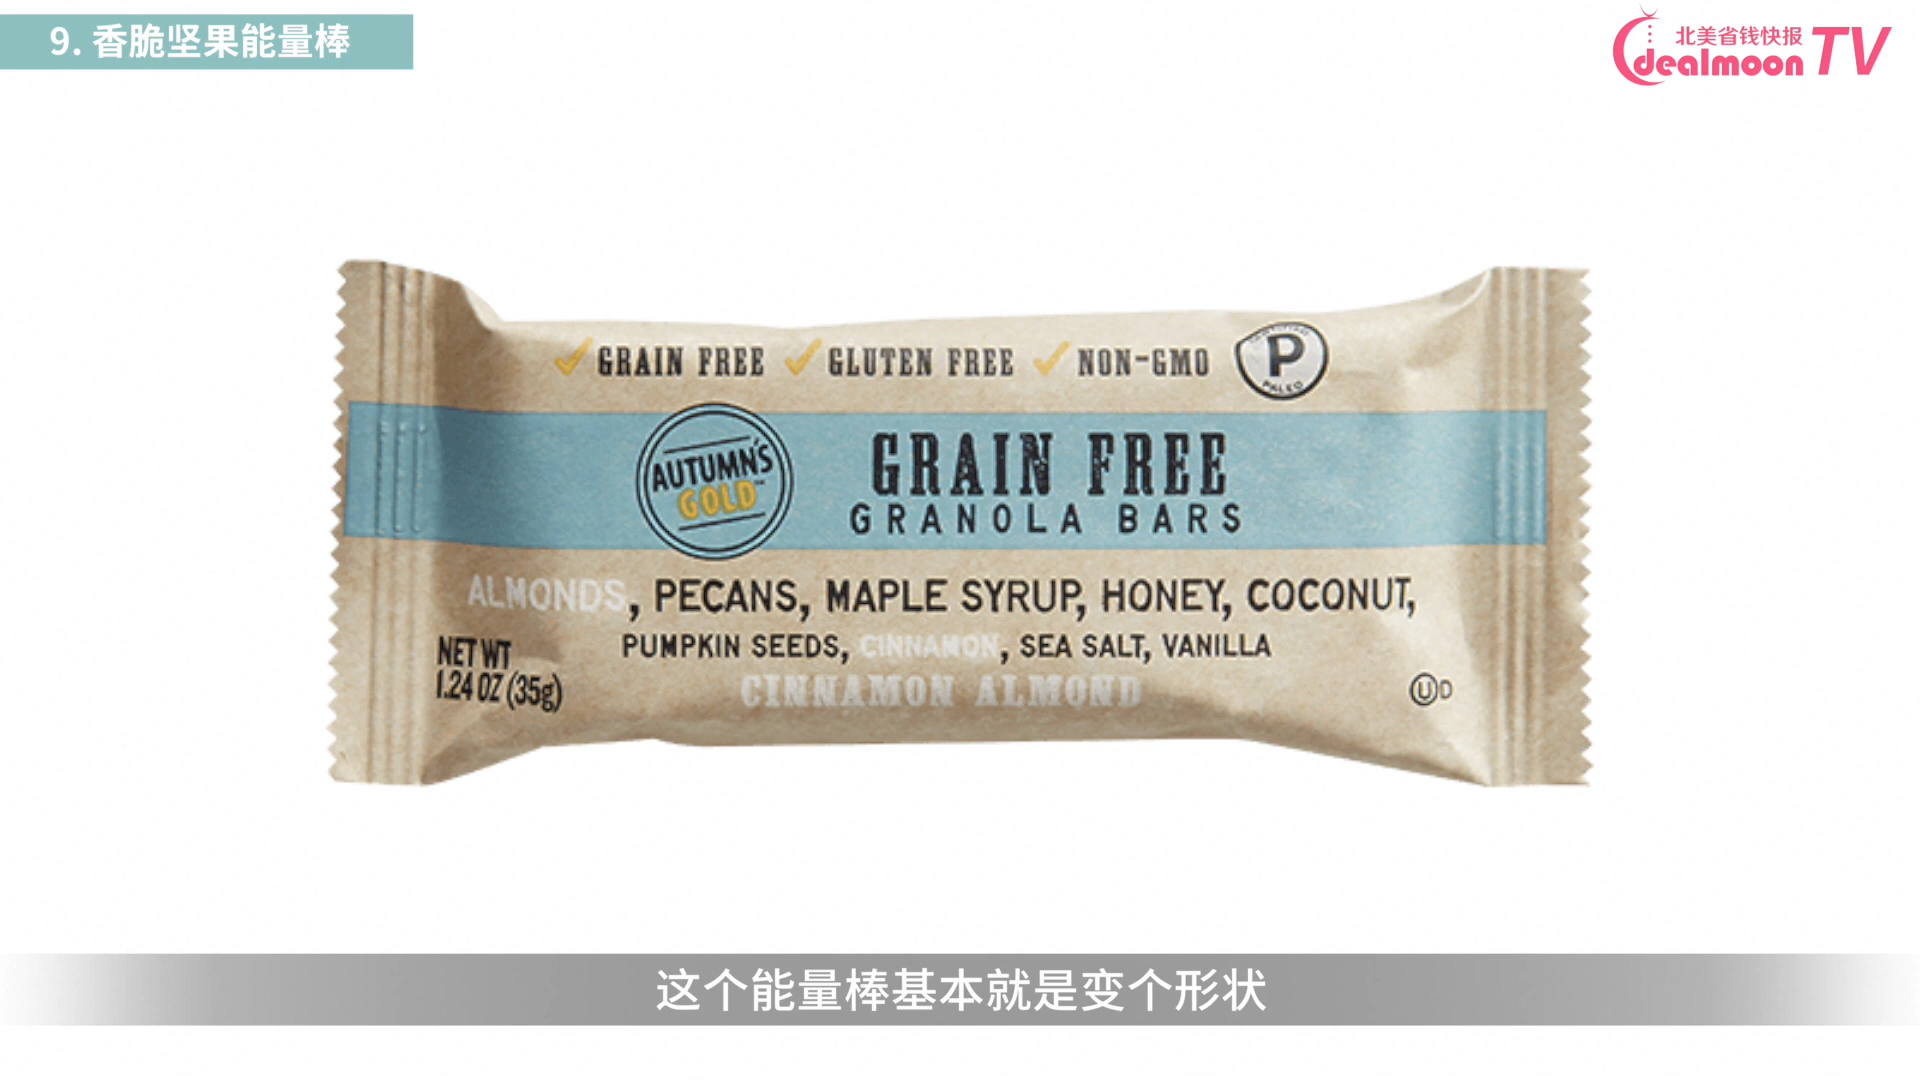 9. 香脆坚果能量棒
北美省钱快报
dealmoon TV
GRAIN FREE GLUTEN FREE NON-GMO
P
PALEO
AUTUMN'S
GOLD™
GRAIN FREE
GRANOLA BARS
ALMONDS, PECANS, MAPLE SYRUP, HONEY, COCONUT,
PUMPKIN SEEDS, CINNAMON, SEA SALT, VANILLA
NET WT
1.24 OZ (35g)
CINNAMON ALMOND
U D
这个能量棒基本就是变个形状